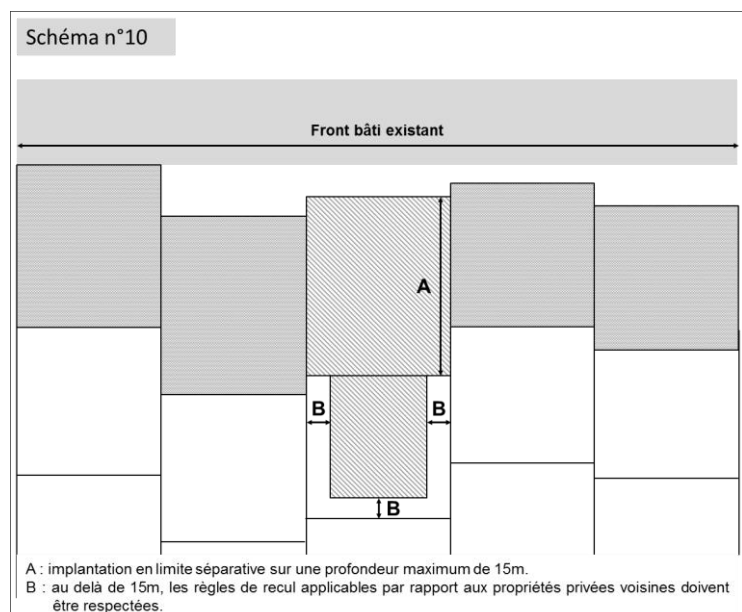 Schéma n°10
Front bâti existant
A
B
B
B
A : implantation en limite séparative sur une profondeur maximum de 15m.
B : au delà de 15m, les règles de recul applicables par rapport aux propriétés privées voisines doivent
être respectées.